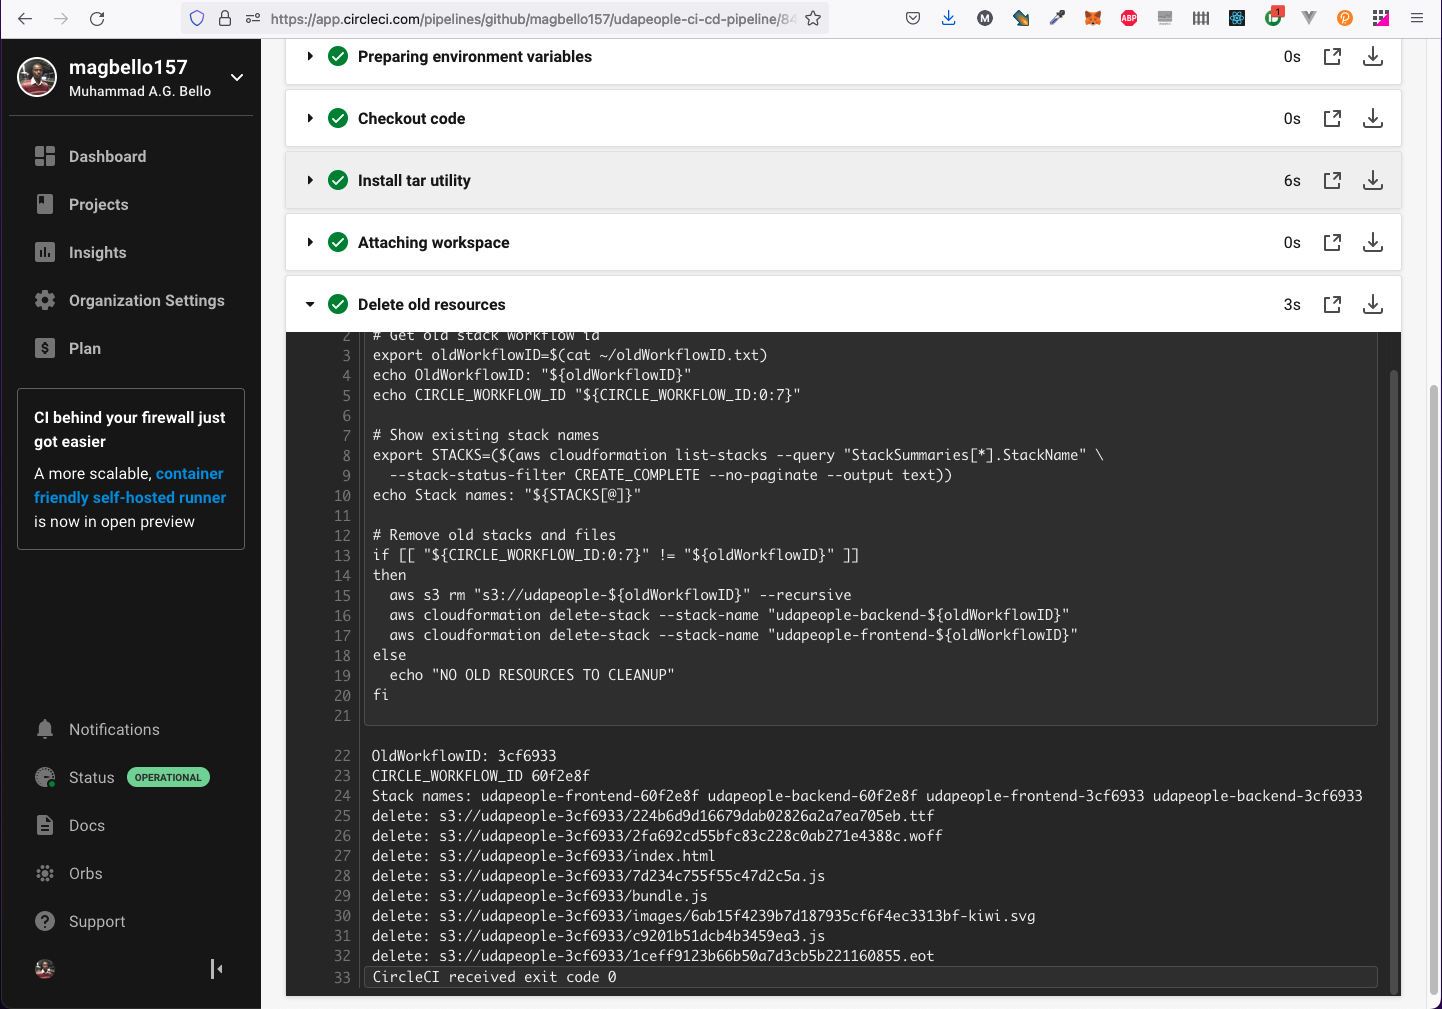 https://app.circleci.com/pipelines/github/magbello157/udapeople-ci-cd-pipeline/84
M
ABP
1
magbello157
Muhammad A.G. Bello
Dashboard
Projects
Insights
Organization Settings
Plan
CI behind your firewall just
got easier
A more scalable, container
friendly self-hosted runner
is now in open preview
Notifications
Status OPERATIONAL
Docs
Orbs
Support
Preparing environment variables 0s
Checkout code 0s
Install tar utility 6s
Attaching workspace 0s
Delete old resources 3s
2 # Get old stack workflow id
3 export oldWorkflowID=$(cat ~/oldWorkflowID.txt)
4 echo OldWorkflowID: "${oldWorkflowID}"
5 echo CIRCLE_WORKFLOW_ID "${CIRCLE_WORKFLOW_ID:0:7}"
6
7 # Show existing stack names
8 export STACKS=($(aws cloudformation list-stacks --query "StackSummaries[*].StackName" \
9   --stack-status-filter CREATE_COMPLETE --no-paginate --output text))
10 echo Stack names: "${STACKS[@]}"
11
12 # Remove old stacks and files
13 if [[ "${CIRCLE_WORKFLOW_ID:0:7}" != "${oldWorkflowID}" ]]
14 then
15   aws s3 rm "s3://udapeople-${oldWorkflowID}" --recursive
16   aws cloudformation delete-stack --stack-name "udapeople-backend-${oldWorkflowID}"
17   aws cloudformation delete-stack --stack-name "udapeople-frontend-${oldWorkflowID}"
18 else
19   echo "NO OLD RESOURCES TO CLEANUP"
20 fi
21
22 OldWorkflowID: 3cf6933
23 CIRCLE_WORKFLOW_ID 60f2e8f
24 Stack names: udapeople-frontend-60f2e8f udapeople-backend-60f2e8f udapeople-frontend-3cf6933 udapeople-backend-3cf6933
25 delete: s3://udapeople-3cf6933/224b6d9d16679dab02826a2a7ea705eb.ttf
26 delete: s3://udapeople-3cf6933/2fa692cd55bfc83c228c0ab271e4388c.woff
27 delete: s3://udapeople-3cf6933/index.html
28 delete: s3://udapeople-3cf6933/7d234c755f55c47d2c5a.js
29 delete: s3://udapeople-3cf6933/bundle.js
30 delete: s3://udapeople-3cf6933/images/6ab15f4239b7d187935cf6f4ec3313bf-kiwi.svg
31 delete: s3://udapeople-3cf6933/c9201b51dcb4b3459ea3.js
32 delete: s3://udapeople-3cf6933/1ceff9123b66b50a7d3cb5b221160855.eot
33 CircleCI received exit code 0